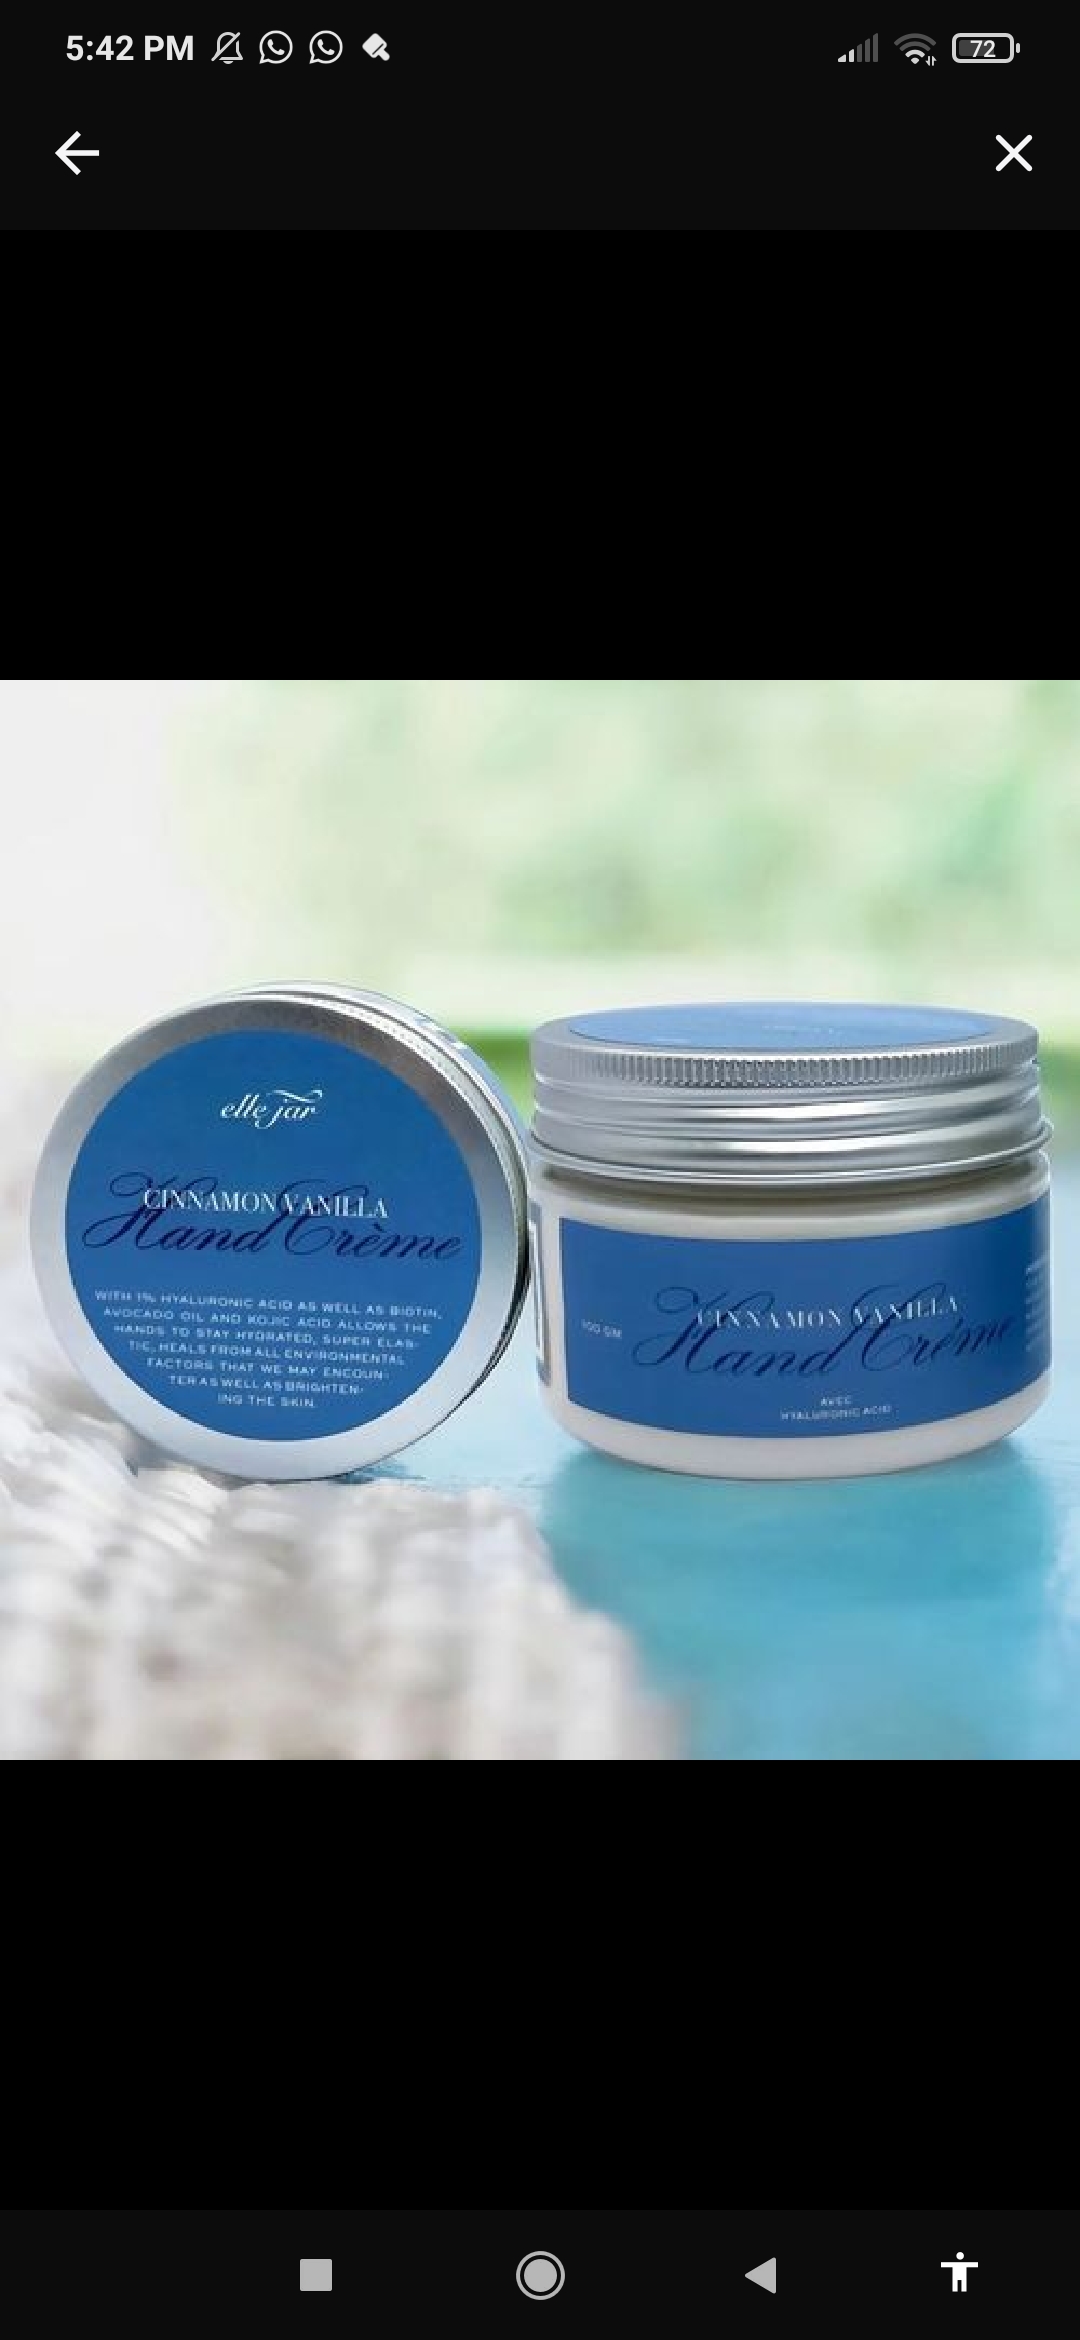 5:42 PM
72
elle jar
CINNAMON VANILLA
Hand Crème
WITH 1% HYALURONIC ACID AS WELL AS BIOTIN,
AVOCADO OIL AND KOJIC ACID ALLOWS THE
HANDS TO STAY HYDRATED, SUPER ELAS-
TIC, HEALS FROM ALL ENVIRONMENTAL
FACTORS THAT WE MAY ENCOUN-
TER AS WELL AS BRIGHTEN-
ING THE SKIN.
CINNAMON VANILLA
Hand Crème
100 GM
AVEC
HYALURONIC ACID